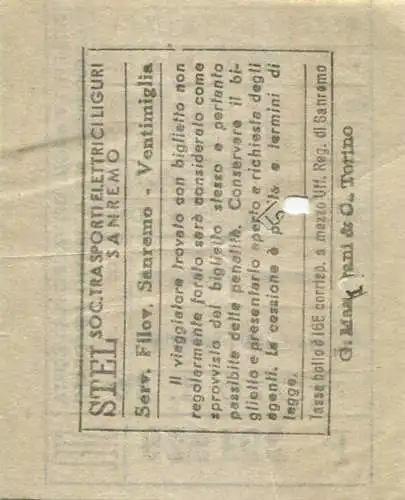 STEL SOC. TRASPORTI ELETTRICI LIGURI
SANREMO
Serv. Filov. Sanremo - Ventimiglia
Il viaggiatore trovato con biglietto non
regolarmente forato sarà considerato come
sprovvisto del biglietto stesso e pertanto
passibile delle penalità. Conservare il bi-
glietto e presentarlo aperto a richiesta degli
agenti. La cessione è a termini di
legge.
Tassa bollo è IGE corrisp. a mezzo Uff. Reg. di Sanremo
G. & C. Torino